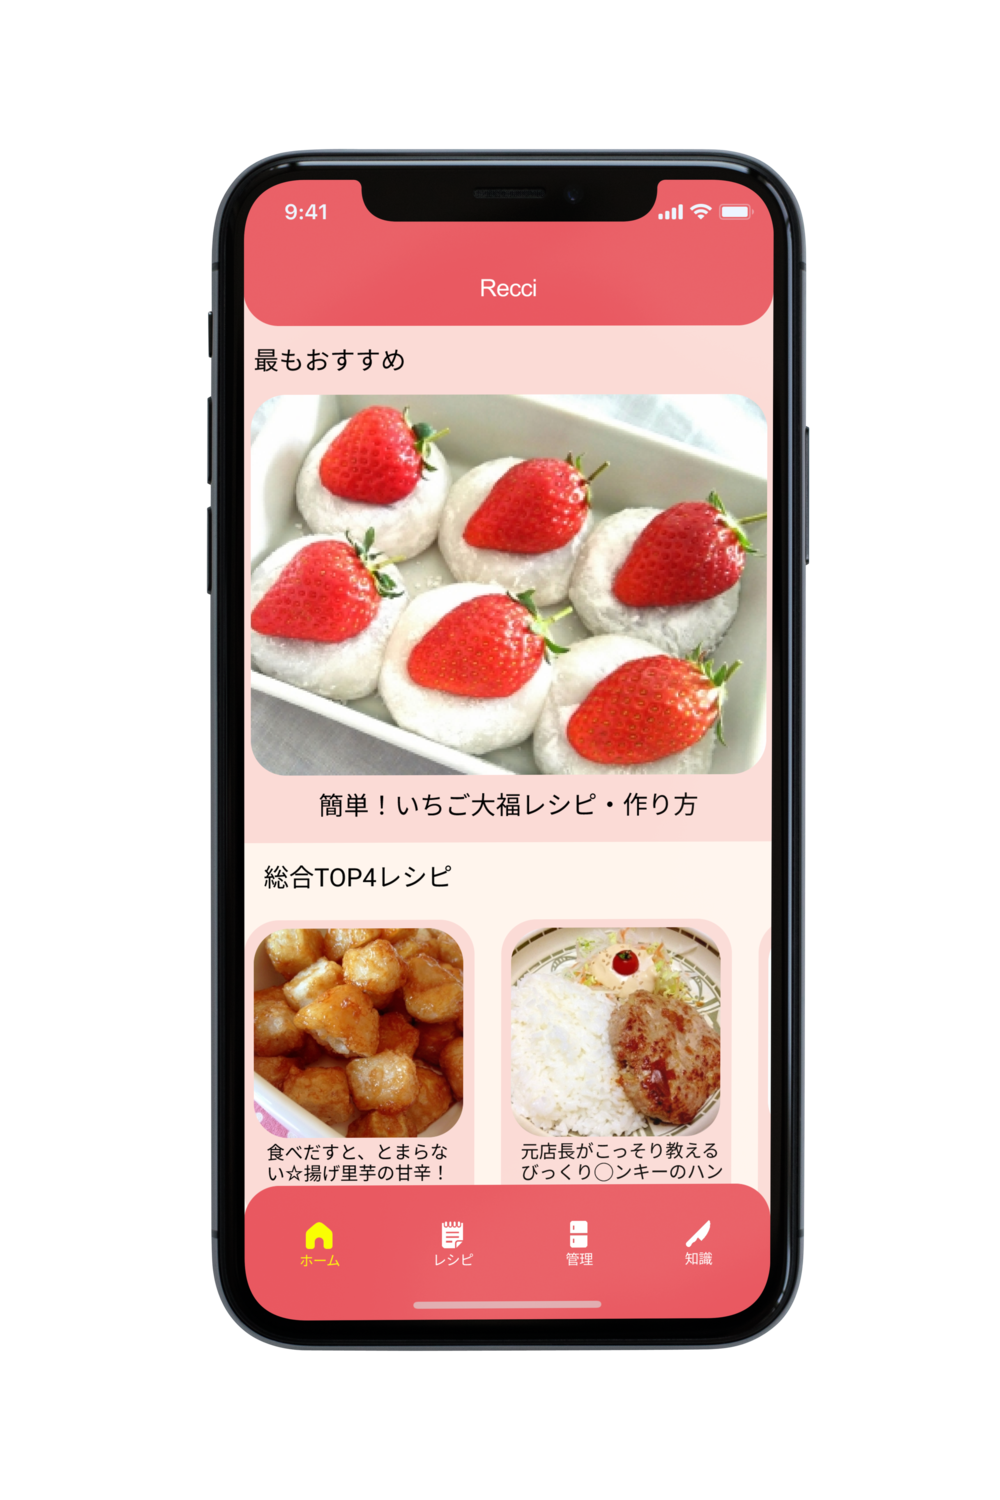 9:41
Recci
最もおすすめ
簡単！いちご大福レシピ・作り方
総合TOP4レシピ
食べだすと、とまらな
い☆揚げ里芋の甘辛！
元店長がこっそり教える
びっくり◯ンキーのハン
ホーム
レシピ
管理
知識